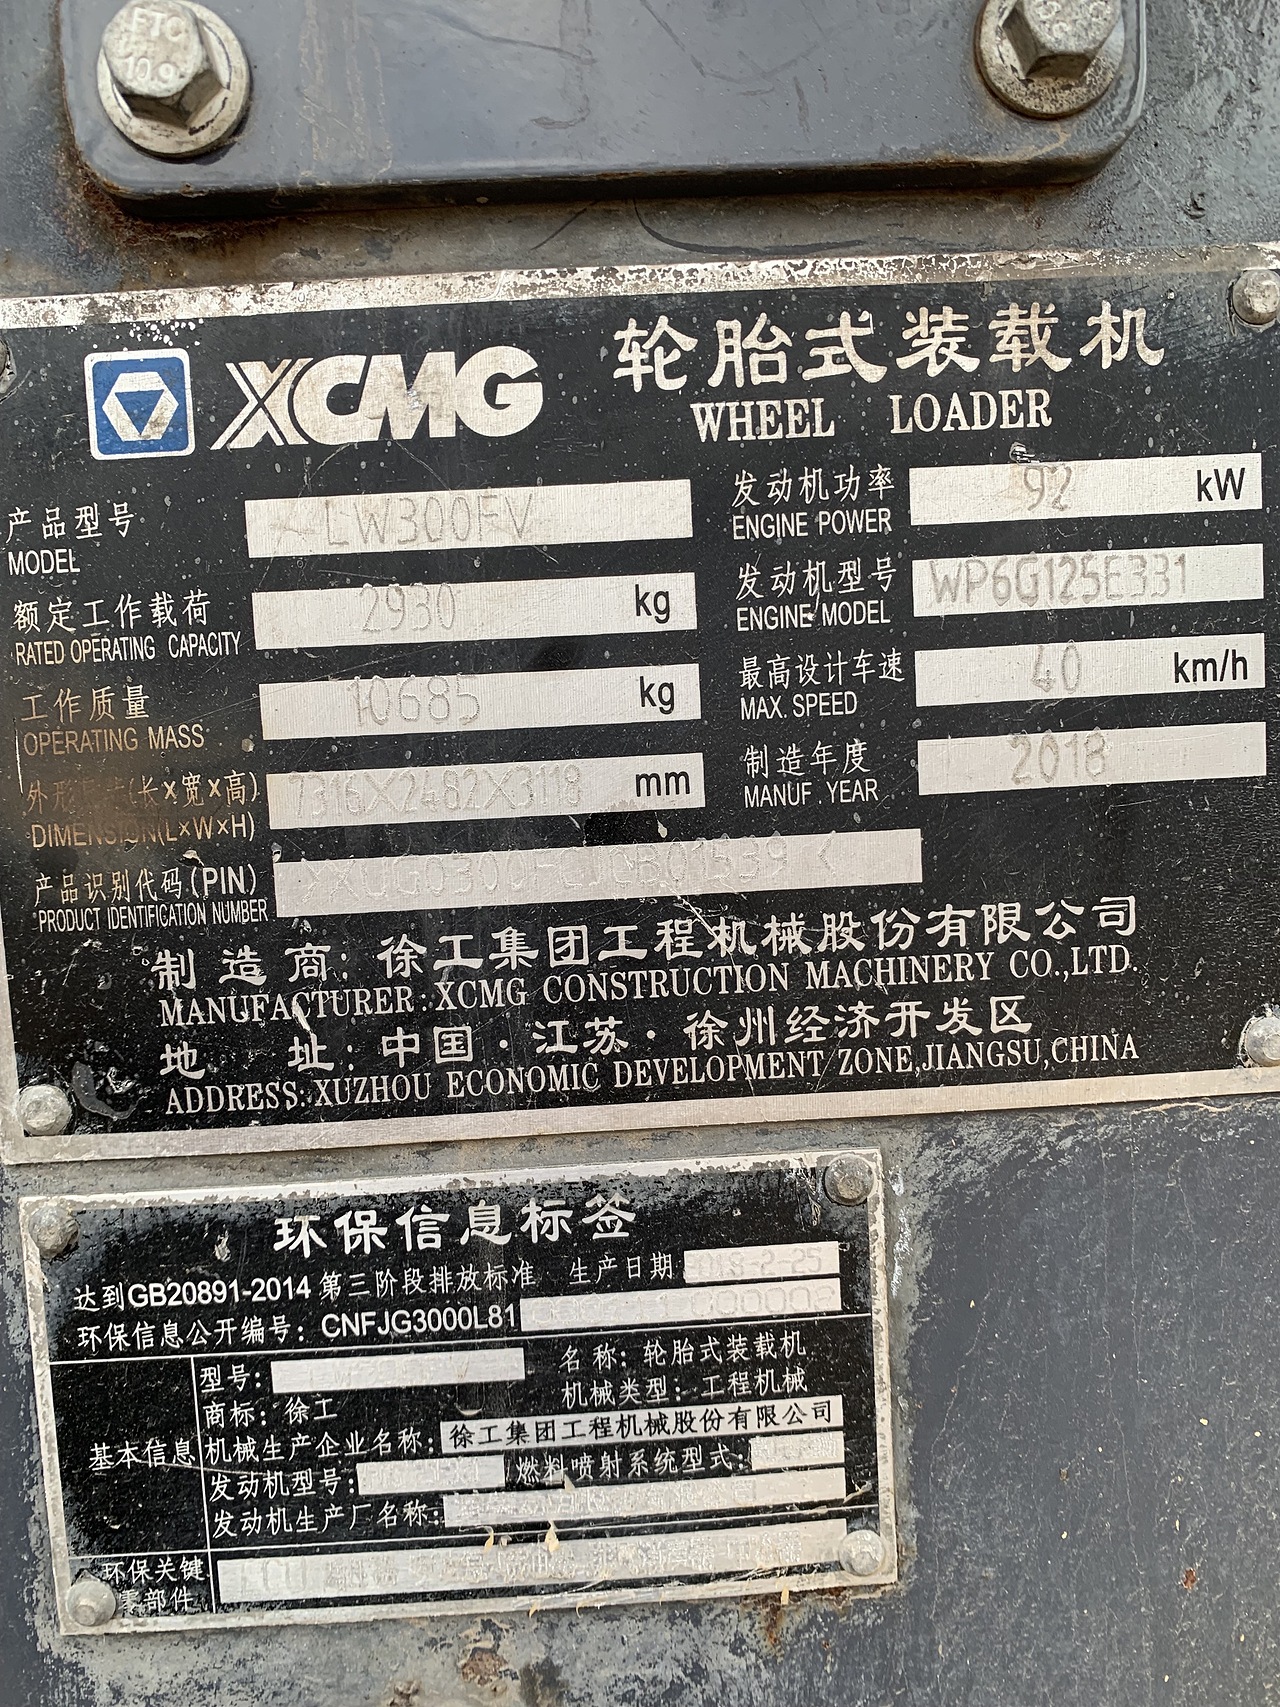 FTC
10.9
XCMG 轮胎式装载机
WHEEL LOADER
产品型号 LW300FV
MODEL
发动机功率 92 kW
ENGINE POWER
额定工作载荷 2930 kg
RATED OPERATING CAPACITY
发动机型号 WP6G125E331
ENGINE MODEL
工作质量 10685 kg
OPERATING MASS
最高设计车速 40 km/h
MAX. SPEED
外形 (长×宽×高) 7316×2482×3118 mm
DIMENSION(L×W×H)
制造年度 2018
MANUF.YEAR
产品识别代码(PIN)
PRODUCT IDENTIFICATION NUMBER
制造商:徐工集团工程机械股份有限公司
MANUFACTURER:XCMG CONSTRUCTION MACHINERY CO.,LTD.
地址:中国·江苏·徐州经济开发区
ADDRESS:XUZHOU ECONOMIC DEVELOPMENT ZONE,JIANGSU,CHINA
环保信息标签
达到GB20891-2014 第三阶段排放标准 生产日期 18-2-25
环保信息公开编号: CNFJG3000L81
基本信息
型号: 名称:轮胎式装载机
商标:徐工 机械类型:工程机械
机械生产企业名称:徐工集团工程机械股份有限公司
发动机型号: 燃料喷射系统型式:
发动机生产厂名称:
环保关键
零部件